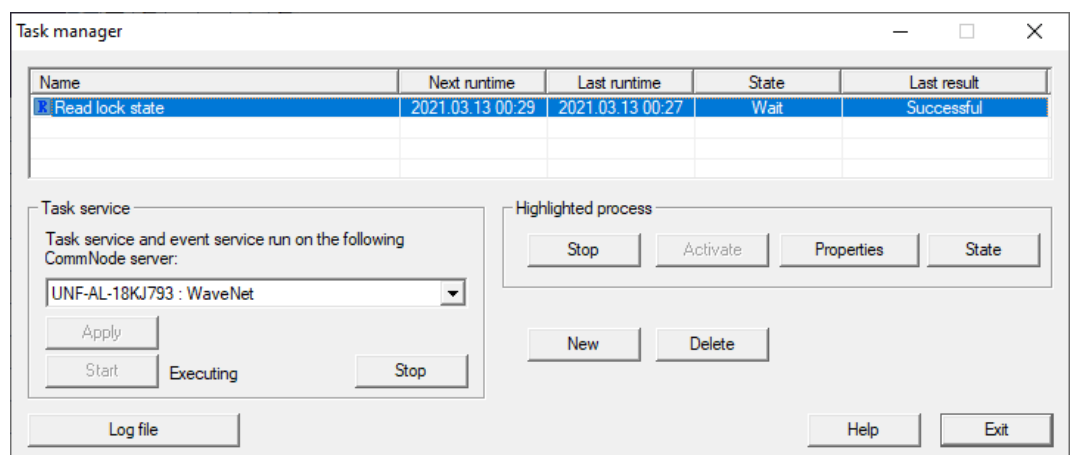 Task manager
Name Next runtime Last runtime State Last result
R Read lock state 2021.03.13 00:29 2021.03.13 00:27 Wait Successful
Task service
Task service and event service run on the following
CommNode server:
UNF-AL-18KJ793 : WaveNet
Apply
Start Executing Stop
Highlighted process
Stop Activate Properties State
New Delete
Log file Help Exit